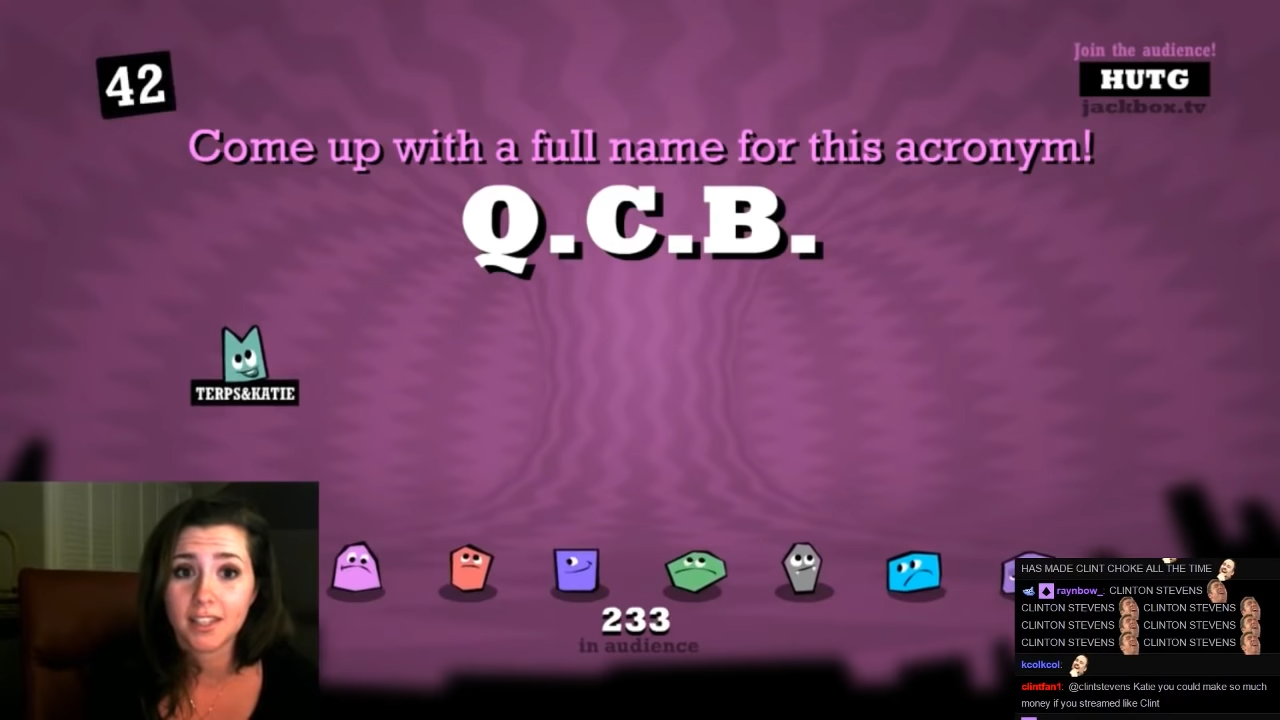 42
Join the audience!
HUTG
jackbox.tv
Come up with a full name for this acronym!
Q.C.B.
TERPS&KATIE
233
in audience
HAS MADE CLINT CHOKE ALL THE TIME
raynbow_: CLINTON STEVENS
CLINTON STEVENS CLINTON STEVENS
CLINTON STEVENS CLINTON STEVENS
CLINTON STEVENS CLINTON STEVENS
kcolkcol:
clintfan1: @clintstevens Katie you could make so much
money if you streamed like Clint